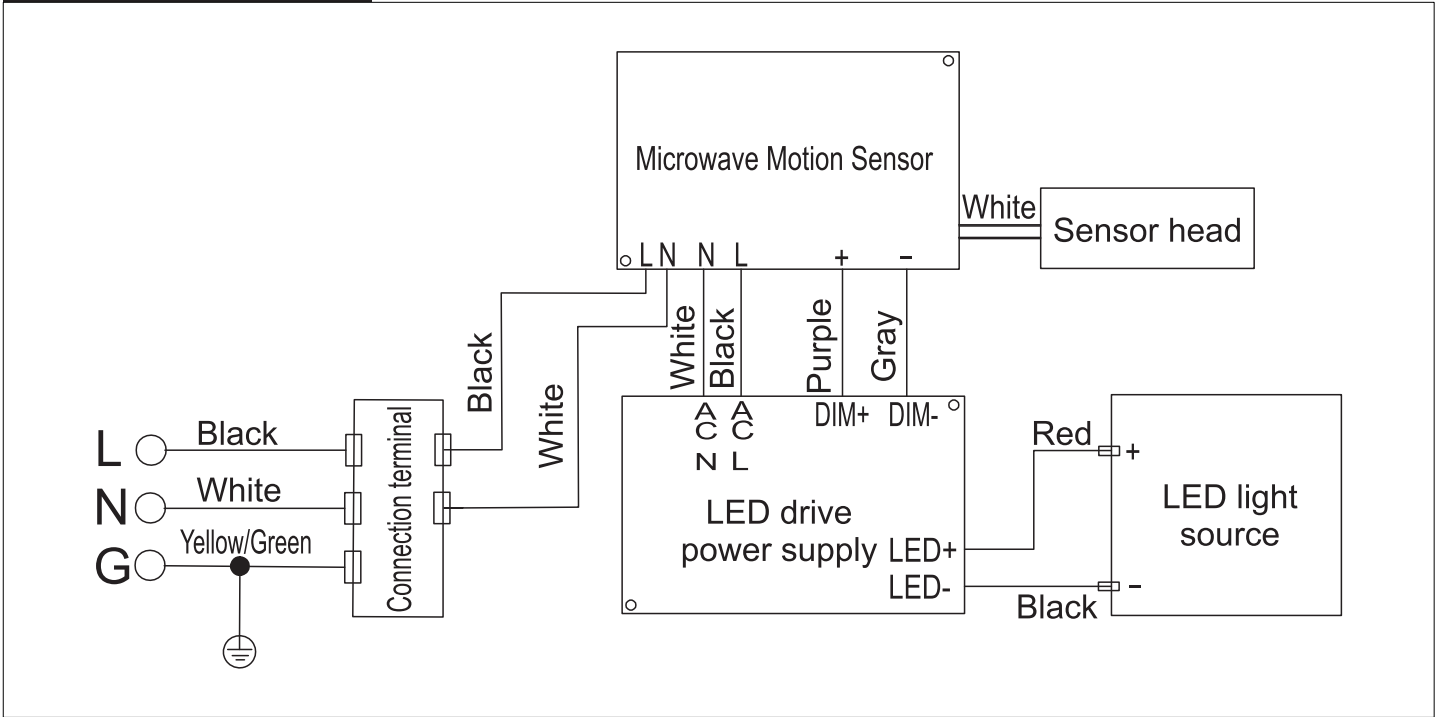 Microwave Motion Sensor
L N N L + -
White
Sensor head
Black
White
White
Black
Purple
Gray
L
Black
N
White
G
Yellow/Green
Connection terminal
AC N
AC L
DIM+
DIM-
LED drive
power supply
LED+
LED-
Red
Black
+
-
LED light
source